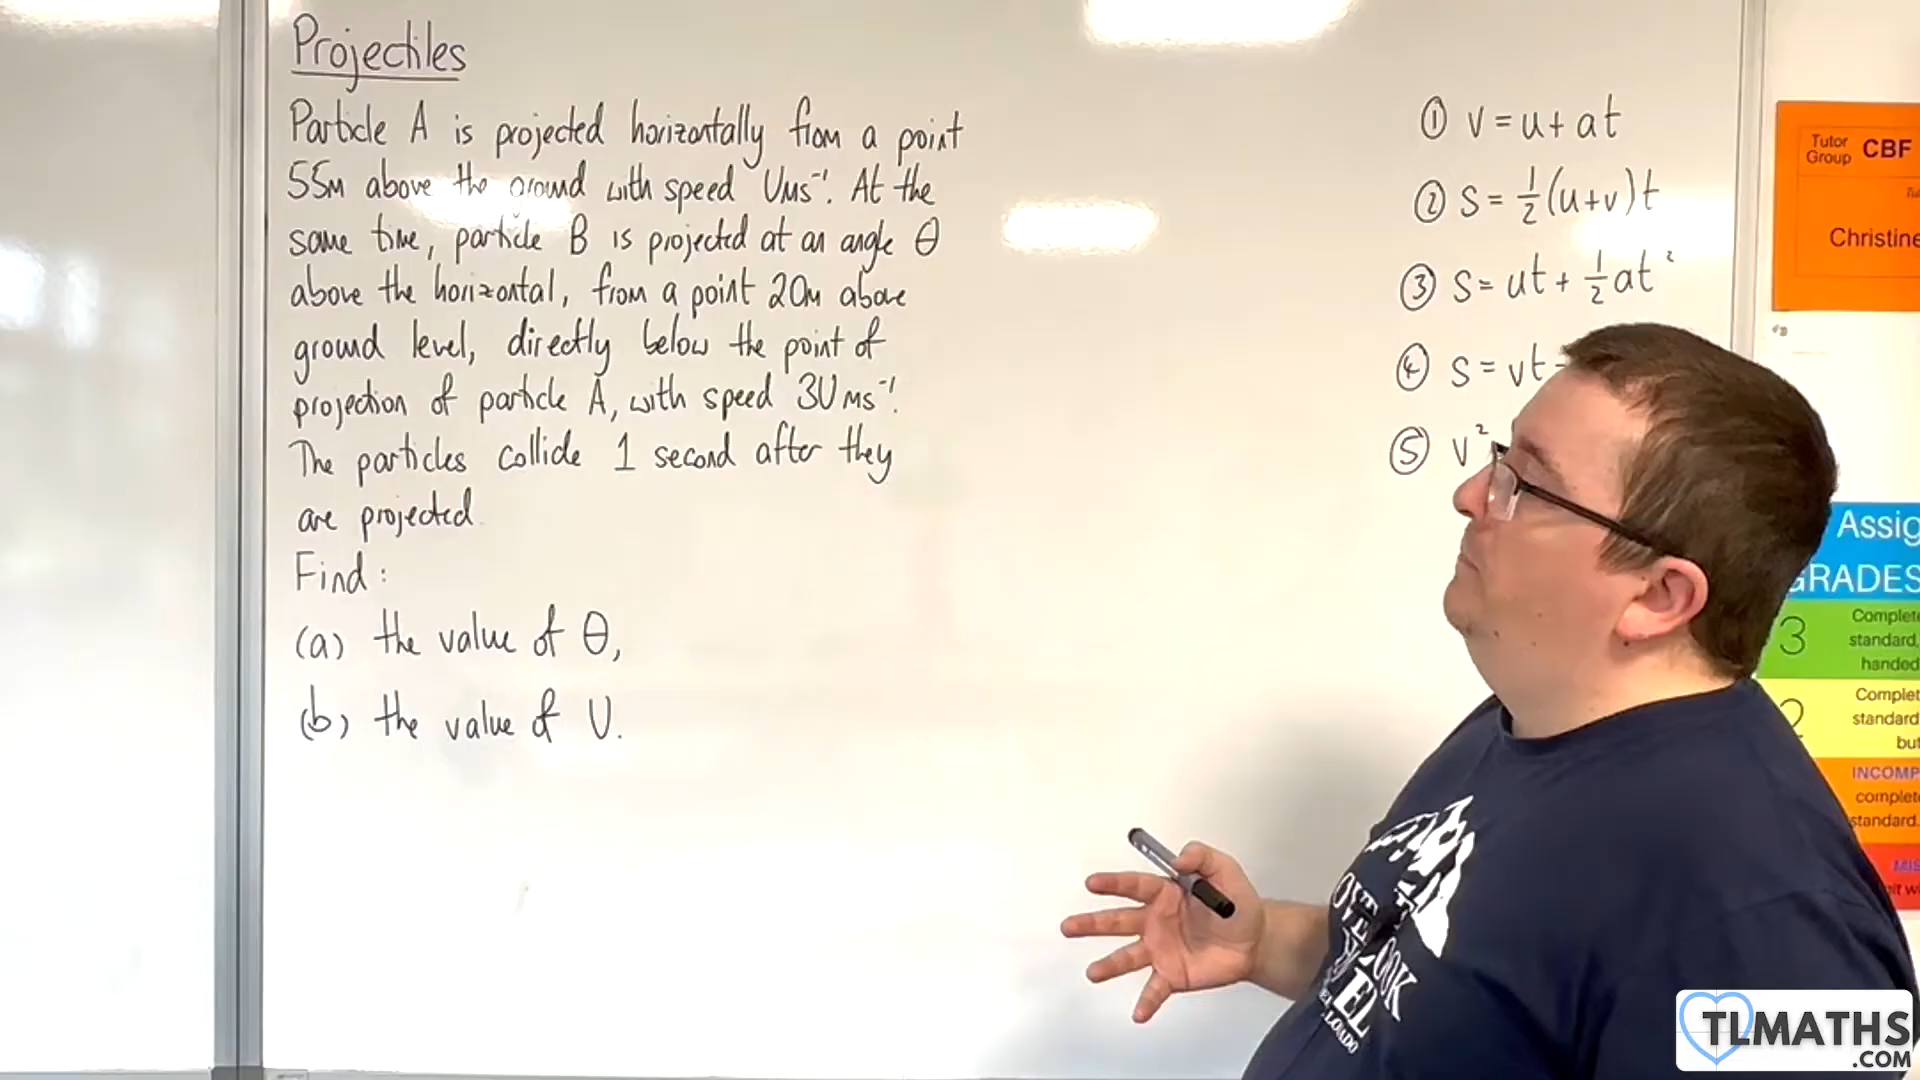 Projectiles
Particle A is projected horizontally from a point
55m above the ground with speed Ums⁻¹. At the
same time, particle B is projected at an angle θ
above the horizontal, from a point 20m above
ground level, directly below the point of
projection of particle A, with speed 3Ums⁻¹.
The particles collide 1 second after they
are projected
Find:
(a) the value of θ,
(b) the value of U.
① v = u + at
② s = ½(u+v)t
③ s = ut + ½at²
④ s = vt -
⑤ v²
Tutor
Group CBF
Christine
Assig
GRADES
3
Complete
standard,
handed
2
Complet
standard
but
INCOMP
complete
standard.
MIS
TLMATHS
.COM